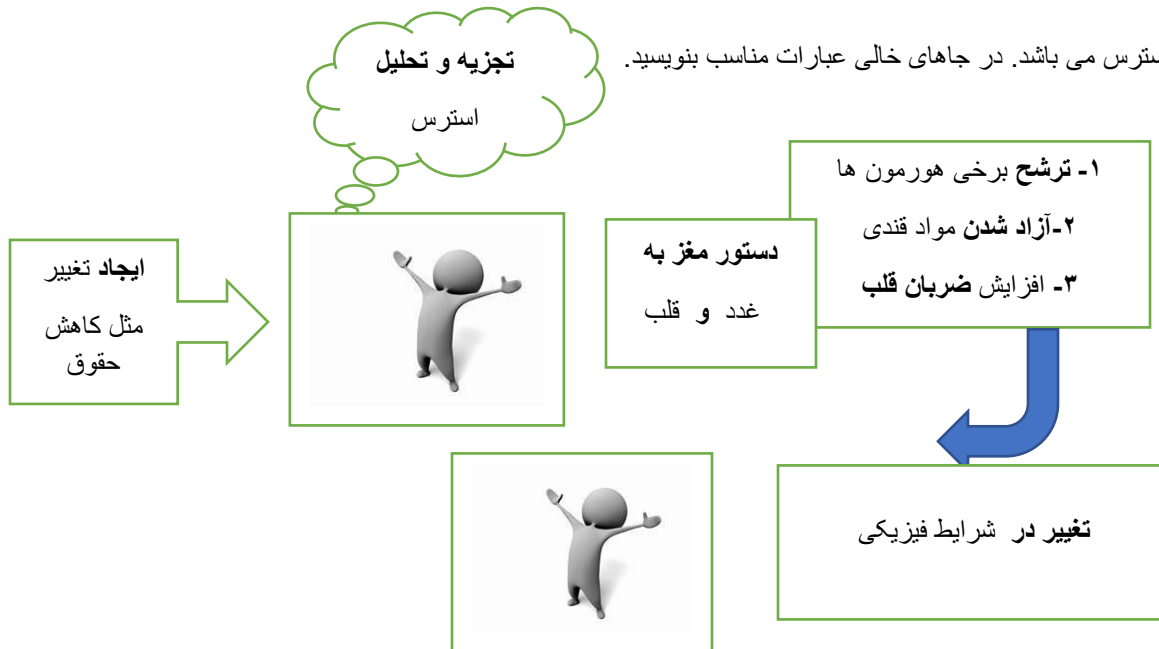 سترس می باشد. در جاهای خالی عبارات مناسب بنویسید.
تجزیه و تحلیل
استرس
۱- ترشح برخی هورمون ها
۲-آزاد شدن مواد قندی
۳- افزایش ضربان قلب
دستور مغز به
غدد و قلب
ایجاد تغییر
مثل کاهش
حقوق
تغییر در شرایط فیزیکی